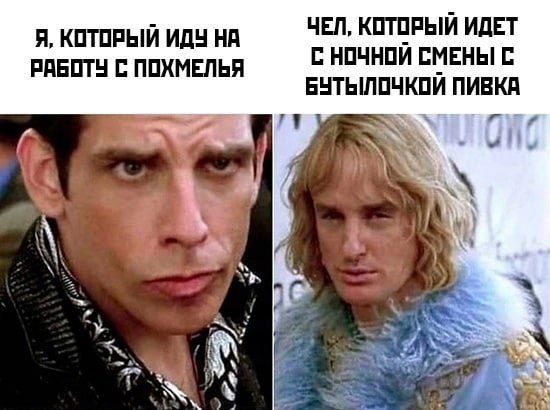 Я, КОТОРЫЙ ИДУ НА
РАБОТУ С ПОХМЕЛЬЯ
ЧЕЛ, КОТОРЫЙ ИДЕТ
С НОЧНОЙ СМЕНЫ С
БУТЫЛОЧКОЙ ПИВКА